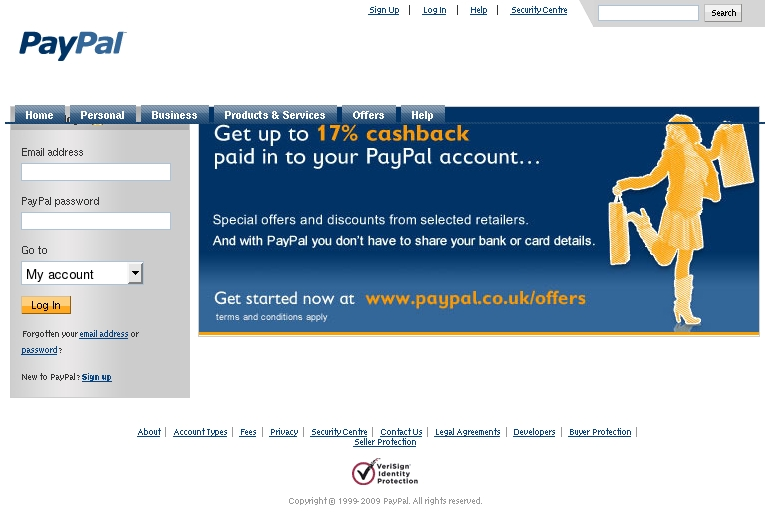 Sign Up | Log In | Help | Security Centre
Search
PayPal
Home Personal Business Products & Services Offers Help
Email address
PayPal password
Go to
My account
Log In
Forgotten your email address or
password?
New to PayPal? Sign up
Get up to 17% cashback
paid in to your PayPal account...
Special offers and discounts from selected retailers.
And with PayPal you don't have to share your bank or card details.
Get started now at www.paypal.co.uk/offers
terms and conditions apply
About | Account Types | Fees | Privacy | Security Centre | Contact Us | Legal Agreements | Developers | Buyer Protection |
Seller Protection
VeriSign
Identity
Protection
Copyright © 1999-2009 PayPal. All rights reserved.